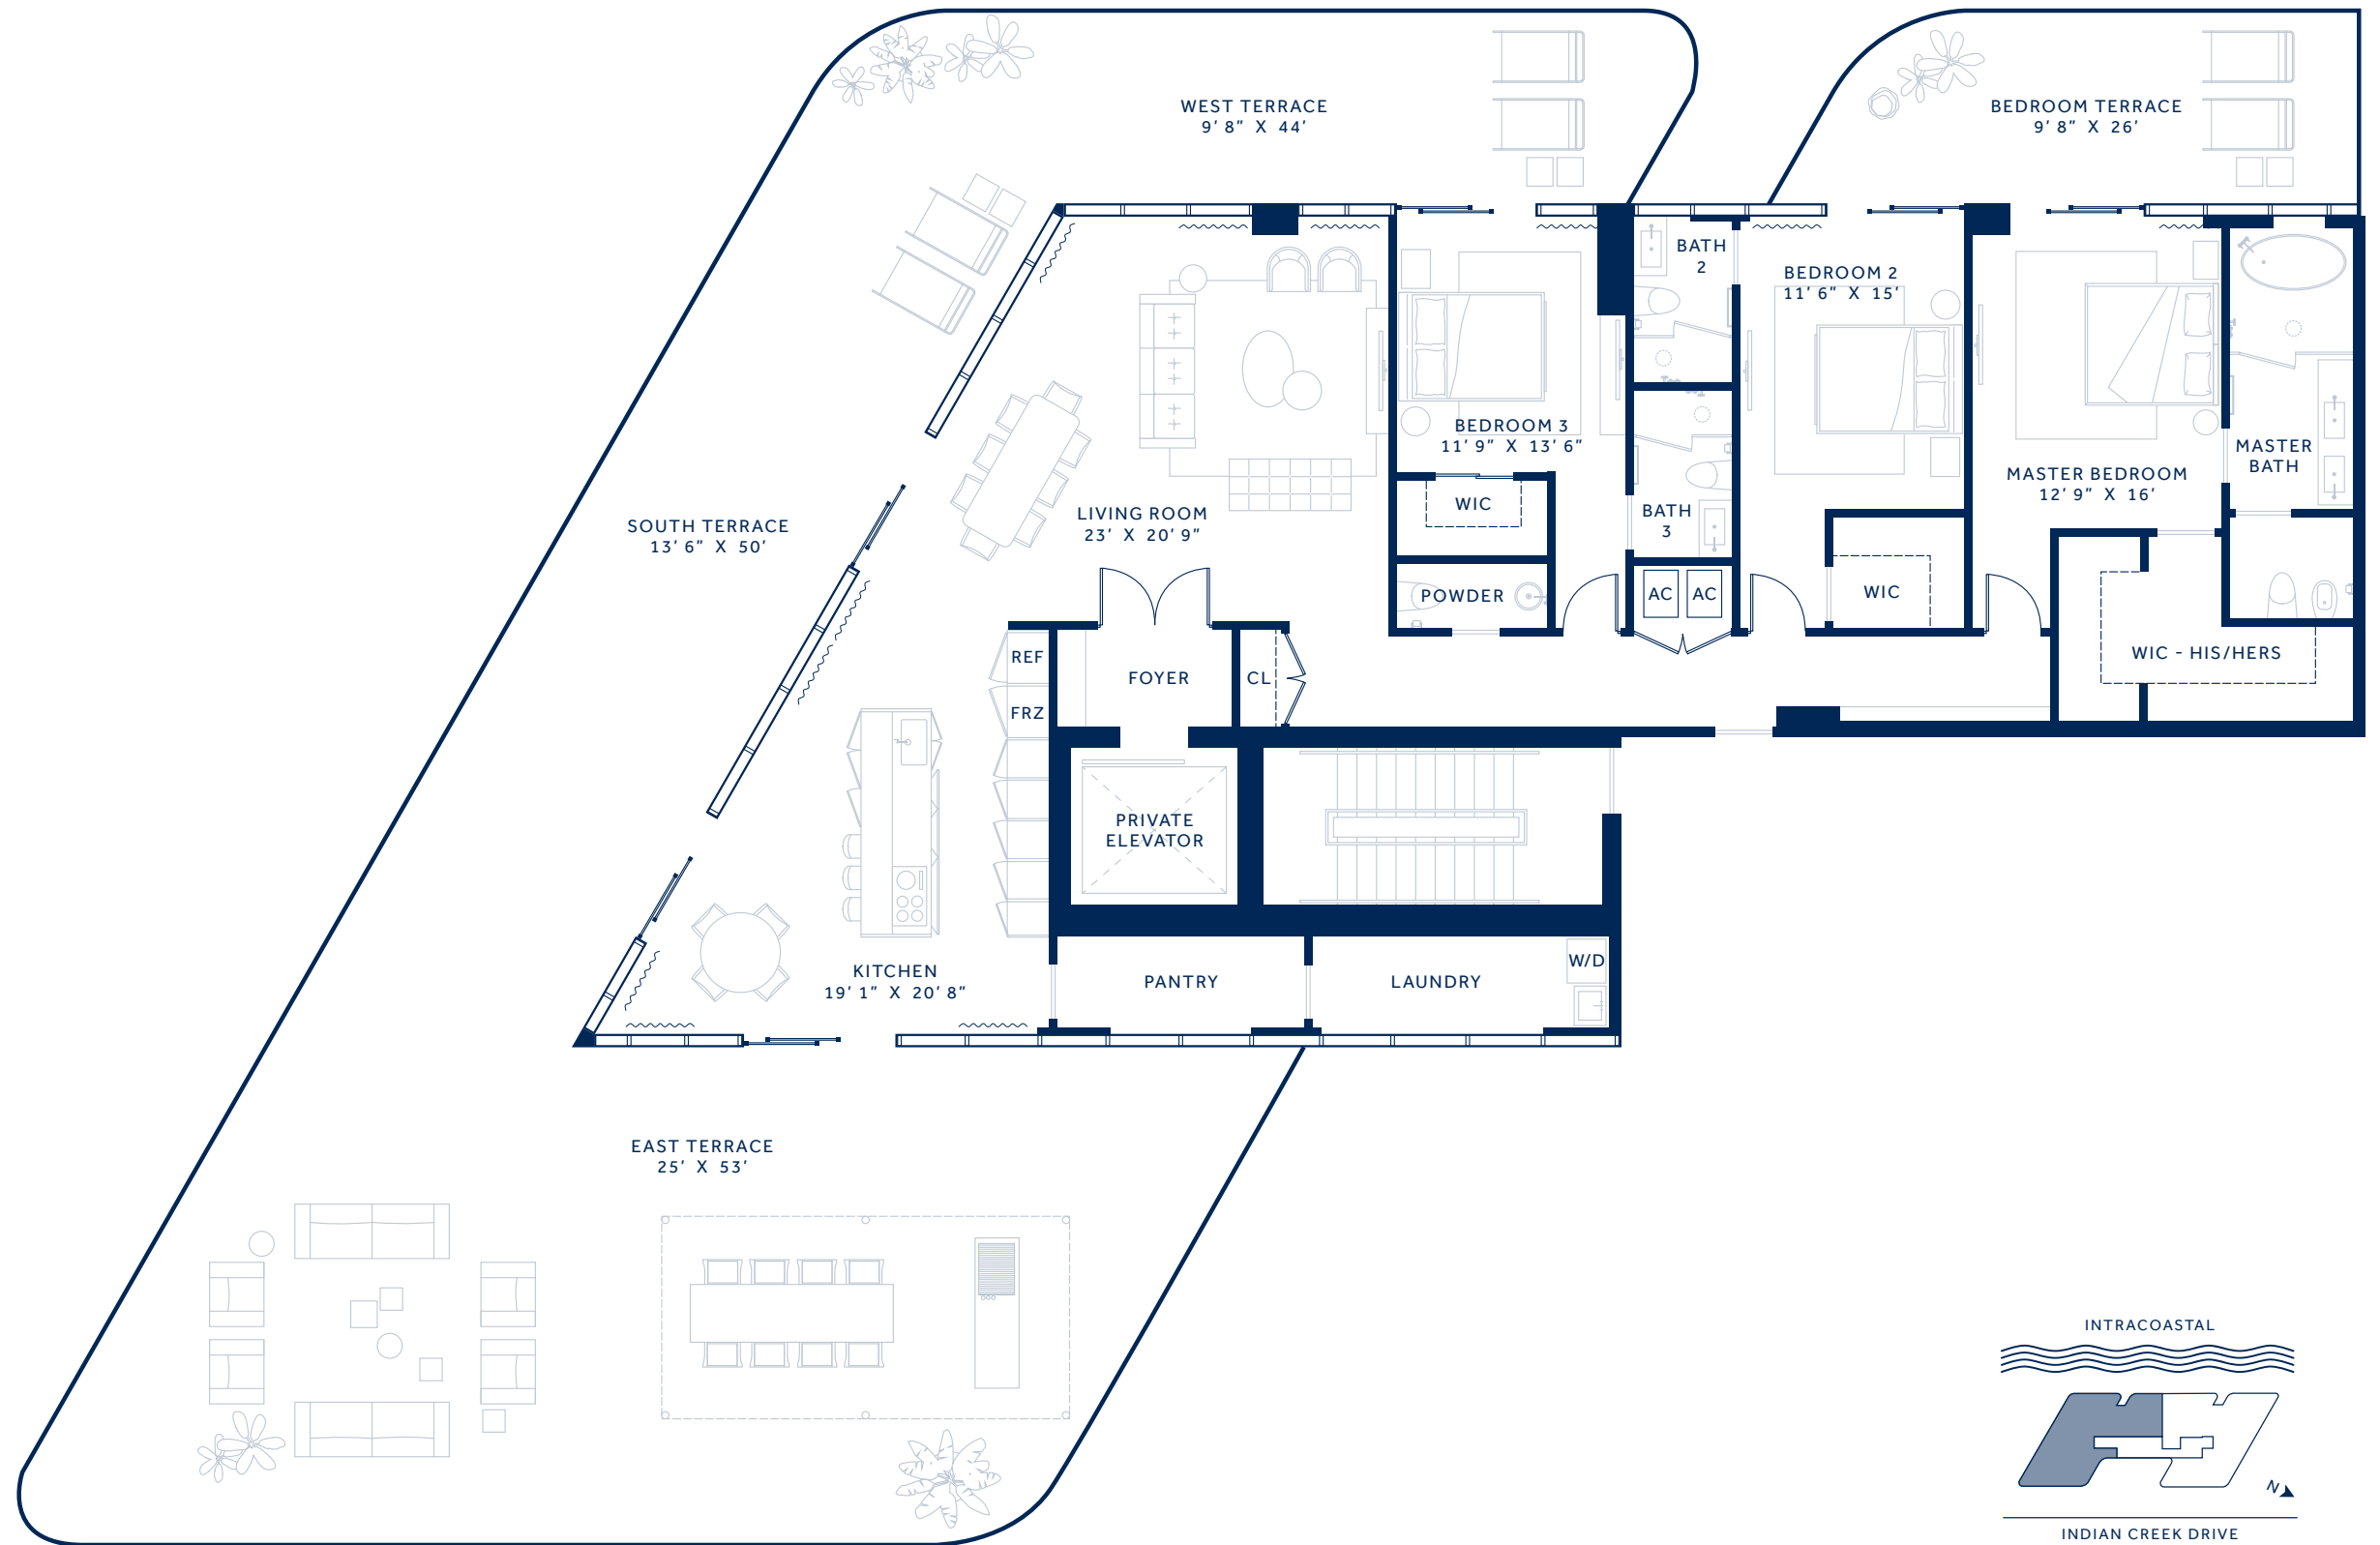 WEST TERRACE
9’ 8” X 44’
BEDROOM TERRACE
9’ 8” X 26’
BATH
2
BEDROOM 2
11’ 6” X 15’
BEDROOM 3
11’ 9” X 13’ 6”
MASTER
BATH
MASTER BEDROOM
12’ 9” X 16’
WIC
LIVING ROOM
23’ X 20’ 9”
BATH
3
SOUTH TERRACE
13’ 6” X 50’
POWDER
AC
AC
WIC
REF
FOYER
CL
WIC - HIS/HERS
FRZ
PRIVATE
ELEVATOR
KITCHEN
19’ 1” X 20’ 8”
PANTRY
LAUNDRY
W/D
EAST TERRACE
25’ X 53’
INTRACOASTAL
N
INDIAN CREEK DRIVE